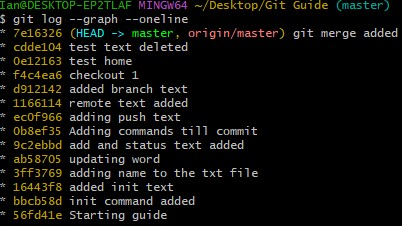 Ian@DESKTOP-EP2TLAF MINGW64 ~/Desktop/Git Guide (master)
$ git log --graph --oneline
* 7e16326 (HEAD -> master, origin/master) git merge added
* cdde104 test text deleted
* 0e12163 test home
* f4c4ea6 checkout 1
* d912142 added branch text
* 1166114 remote text added
* ec0f966 adding push text
* 0b8ef35 Adding commands till commit
* 9c2ebbd add and status text added
* ab58705 updating word
* 3ff3769 adding name to the txt file
* 16443f8 added init text
* bbcb58d init command added
* 56fd41e Starting guide